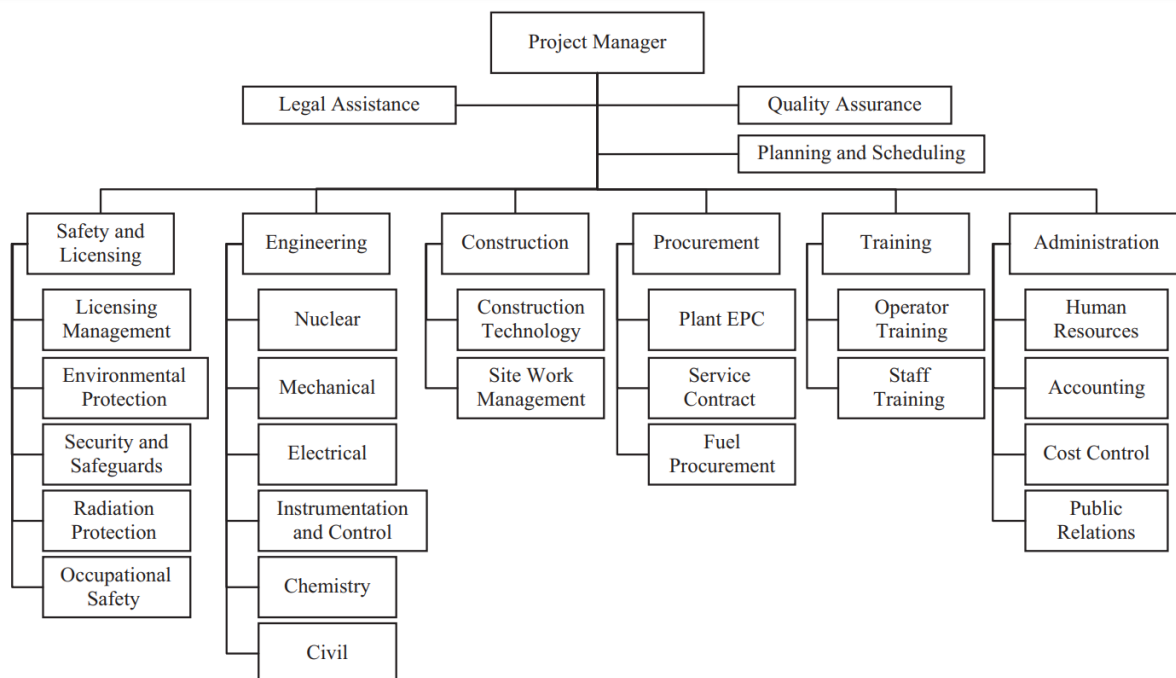 Project Manager
Legal Assistance
Quality Assurance
Planning and Scheduling
Safety and
Licensing
Engineering
Construction
Procurement
Training
Administration
Licensing
Management
Environmental
Protection
Security and
Safeguards
Radiation
Protection
Occupational
Safety
Nuclear
Mechanical
Electrical
Instrumentation
and Control
Chemistry
Civil
Construction
Technology
Site Work
Management
Plant EPC
Service
Contract
Fuel
Procurement
Operator
Training
Staff
Training
Human
Resources
Accounting
Cost Control
Public
Relations